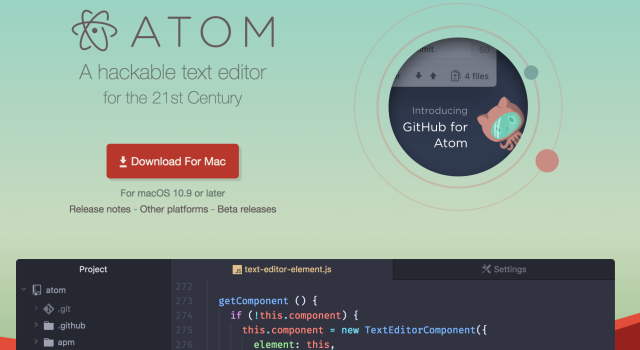 ATOM
A hackable text editor
for the 21st Century
Download For Mac
For macOS 10.9 or later
Release notes - Other platforms - Beta releases
60
4 files
Introducing
GitHub for
Atom
Project
text-editor-element.js
Settings
atom
.git
.github
apm
272
273 getComponent () {
274 if (!this.component) {
275 this.component = new TextEditorComponent({
276 element: this,